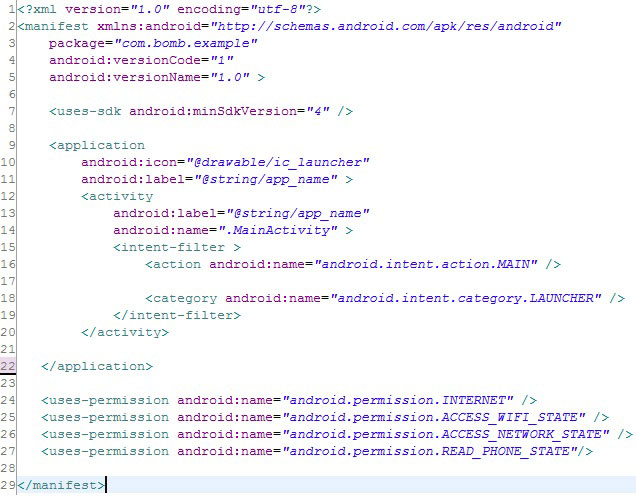 1 <?xml version="1.0" encoding="utf-8"?>
2 <manifest xmlns:android="http://schemas.android.com/apk/res/android"
3     package="com.bomb.example"
4     android:versionCode="1"
5     android:versionName="1.0" >
6
7     <uses-sdk android:minSdkVersion="4" />
8
9     <application
10         android:icon="@drawable/ic_launcher"
11         android:label="@string/app_name" >
12         <activity
13             android:label="@string/app_name"
14             android:name=".MainActivity" >
15             <intent-filter >
16                 <action android:name="android.intent.action.MAIN" />
17
18                 <category android:name="android.intent.category.LAUNCHER" />
19             </intent-filter>
20         </activity>
21
22    </application>
23
24    <uses-permission android:name="android.permission.INTERNET" />
25    <uses-permission android:name="android.permission.ACCESS_WIFI_STATE" />
26    <uses-permission android:name="android.permission.ACCESS_NETWORK_STATE" />
27    <uses-permission android:name="android.permission.READ_PHONE_STATE"/>
28
29 </manifest>